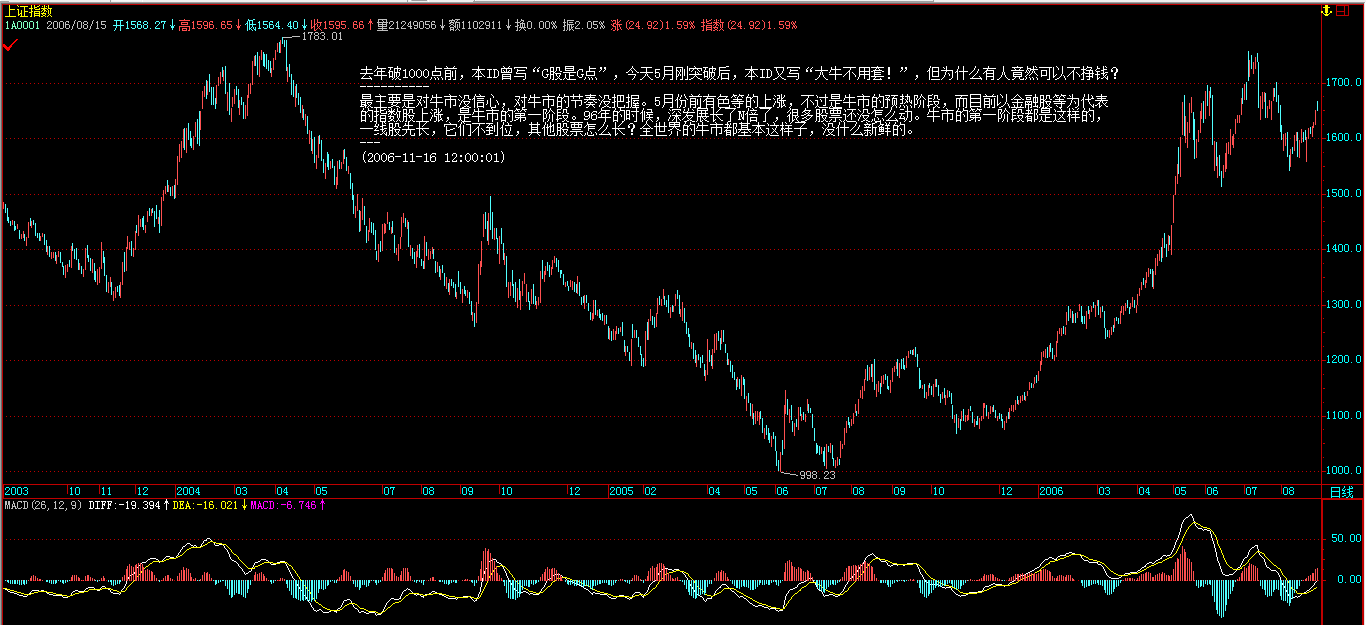 上证指数
1A0001 2006/08/15 开1568.27↓高1596.65↓低1564.40↓收1595.66↑量21249056↓额1102911↓换0.00% 振2.05% 涨(24.92)1.59% 指数(24.92)1.59%
1783.01
去年破1000点前，本ID曾写“G股是G点”，今天5月刚突破后，本ID又写“大牛不用套！”，但为什么有人竟然可以不挣钱？
----------
最主要是对牛市没信心，对牛市的节奏没把握。5月份前有色等的上涨，不过是牛市的预热阶段，而目前以金融股等为代表
的指数股上涨，是牛市的第一阶段。96年的时候，深发展长了N倍了，很多股票还没怎么动。牛市的第一阶段都是这样的，
一线股先长，它们不到位，其他股票怎么长？全世界的牛市都基本这样子，没什么新鲜的。
---
(2006-11-16 12:00:01)
1700.0
1600.0
1500.0
1400.0
1300.0
1200.0
1100.0
1000.0
998.23
2003 10 11 12 2004 03 04 05 07 08 09 10 12 2005 02 04 05 06 07 08 09 10 12 2006 03 04 05 06 07 08 日线
MACD(26,12,9) DIFF:-19.394↑DEA:-16.021↓MACD:-6.746↑
50.00
0.00